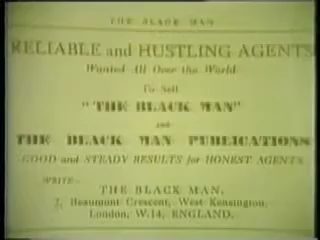 THE BLACK MAN
RELIABLE and HUSTLING AGENTS
Wanted All Over the World
To Sell
"THE BLACK MAN"
and
THE BLACK MAN PUBLICATIONS
GOOD and STEADY RESULTS for HONEST AGENTS
WRITE—
THE BLACK MAN,
2, Beaumont Crescent, West Kensington,
London, W.14, ENGLAND.